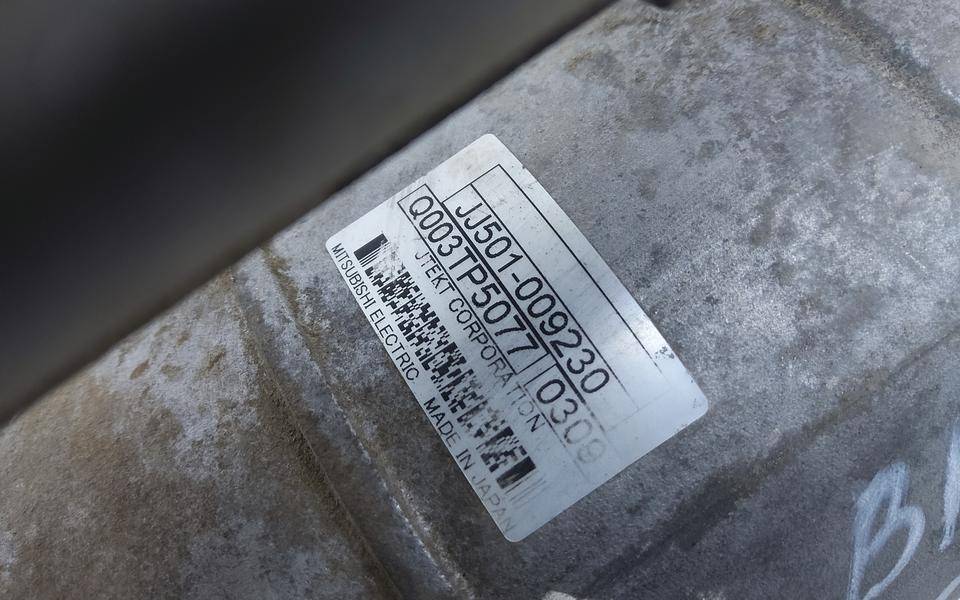 JJ501-009230
Q003TP5077 0309
JTEKT CORPORATION
MITSUBISHI ELECTRIC MADE IN JAPAN
B